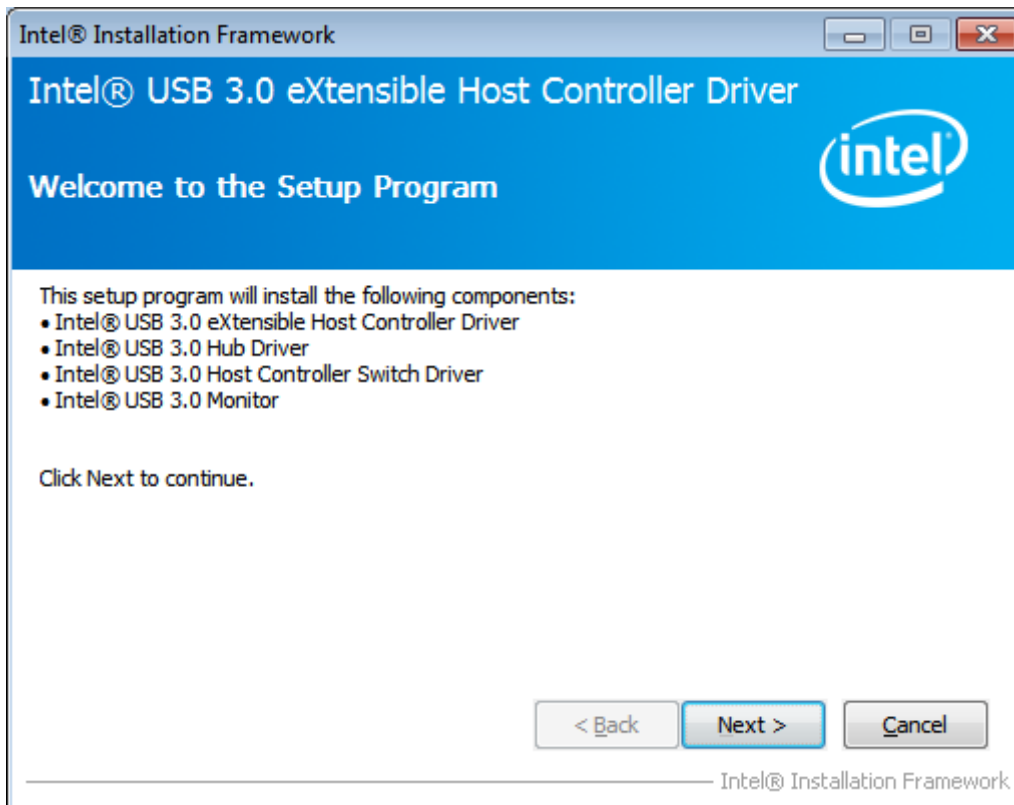 Intel® Installation Framework
Intel® USB 3.0 eXtensible Host Controller Driver
intel®
Welcome to the Setup Program
This setup program will install the following components:
• Intel® USB 3.0 eXtensible Host Controller Driver
• Intel® USB 3.0 Hub Driver
• Intel® USB 3.0 Host Controller Switch Driver
• Intel® USB 3.0 Monitor
Click Next to continue.
< Back Next > Cancel
Intel® Installation Framework